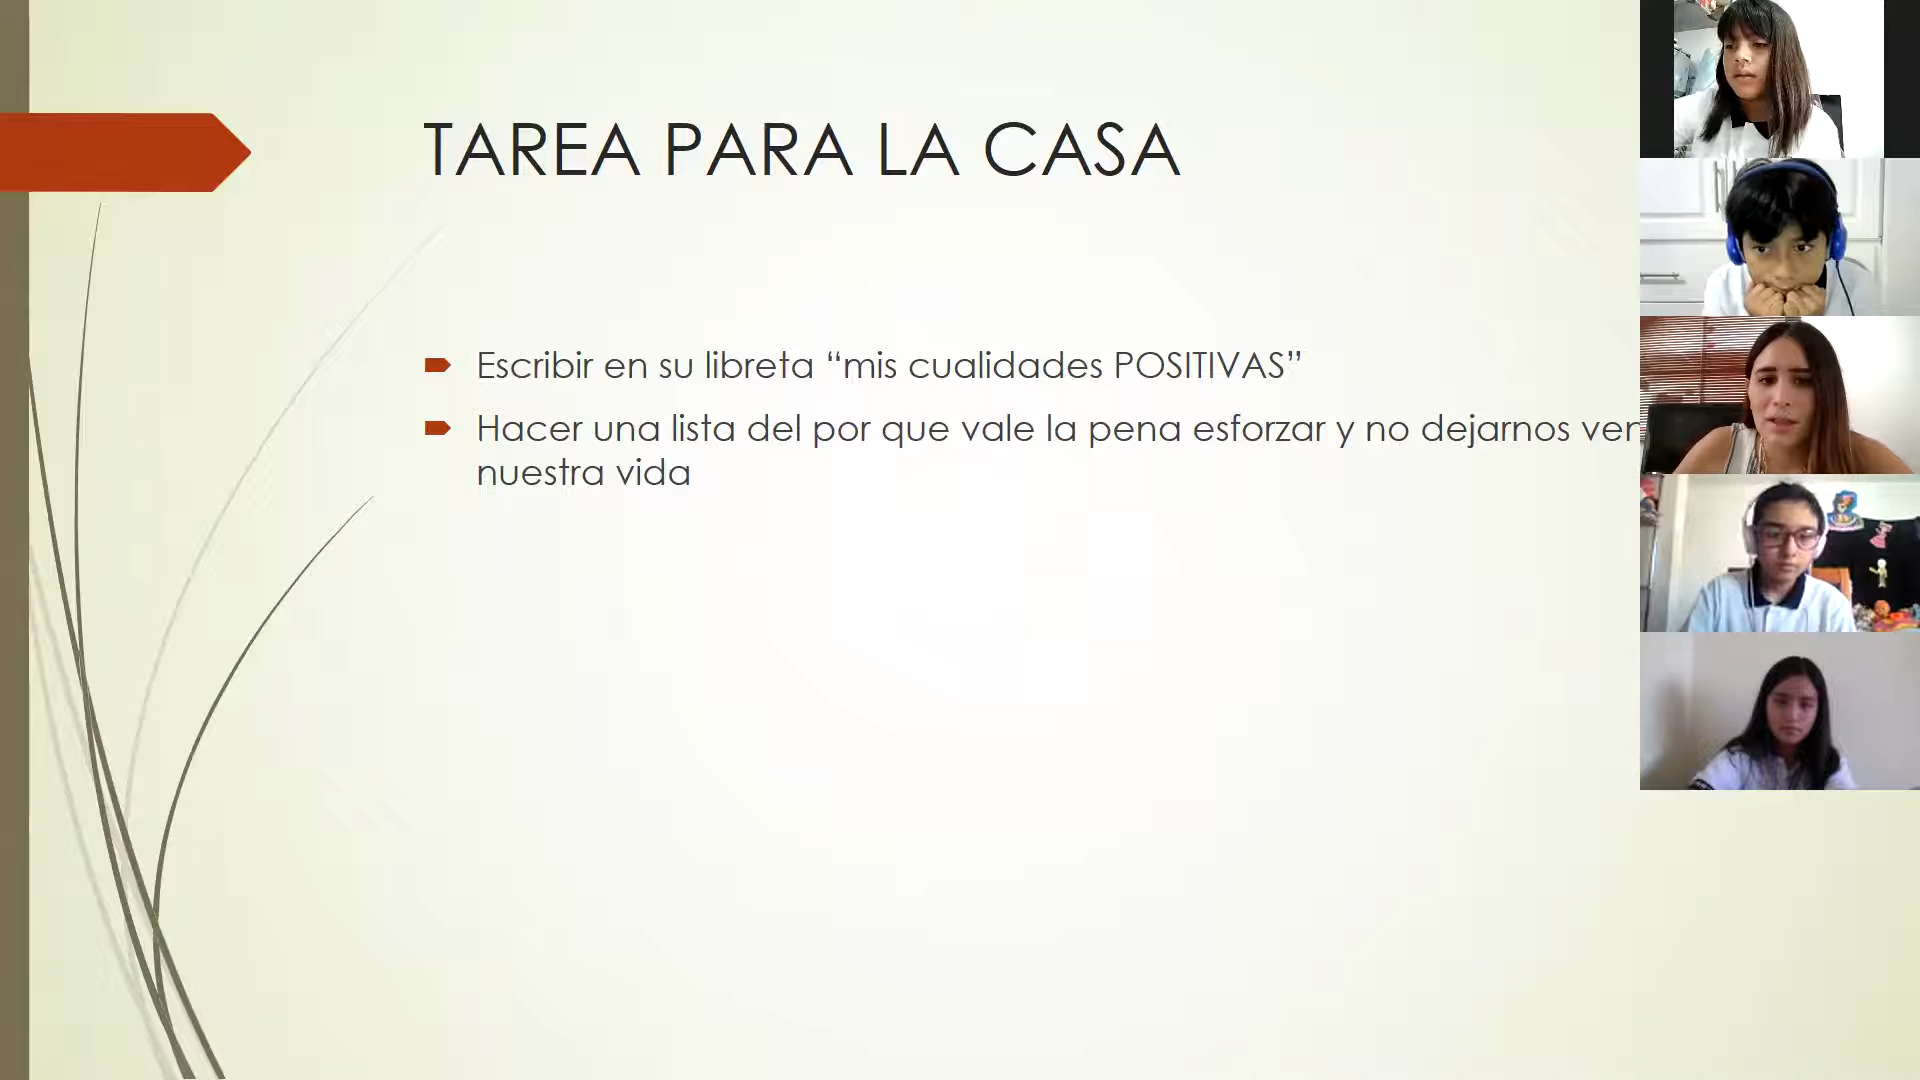 TAREA PARA LA CASA
Escribir en su libreta “mis cualidades POSITIVAS”
Hacer una lista del por que vale la pena esforzar y no dejarnos
nuestra vida